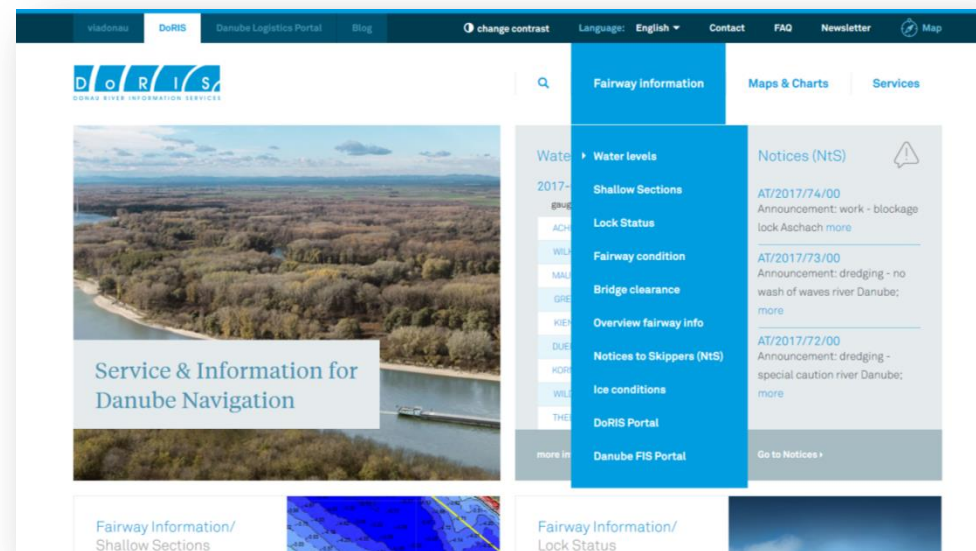 viadonau DoRIS Danube Logistics Portal Blog change contrast Language: English Contact FAQ Newsletter Map
DoRIS
DONAU RIVER INFORMATION SERVICES
Fairway information Maps & Charts Services
Service & Information for
Danube Navigation
2017-
more in
Water levels
Shallow Sections
Lock Status
Fairway condition
Bridge clearance
Overview fairway info
Notices to Skippers (NtS)
Ice conditions
DoRIS Portal
Danube FIS Portal
Notices (NtS)
AT/2017/74/00
Announcement: work - blockage
lock Aschach more
AT/2017/73/00
Announcement: dredging - no
wash of waves river Danube;
more
AT/2017/72/00
Announcement: dredging -
special caution river Danube;
more
Go to Notices
Fairway Information/
Shallow Sections
Fairway Information/
Lock Status